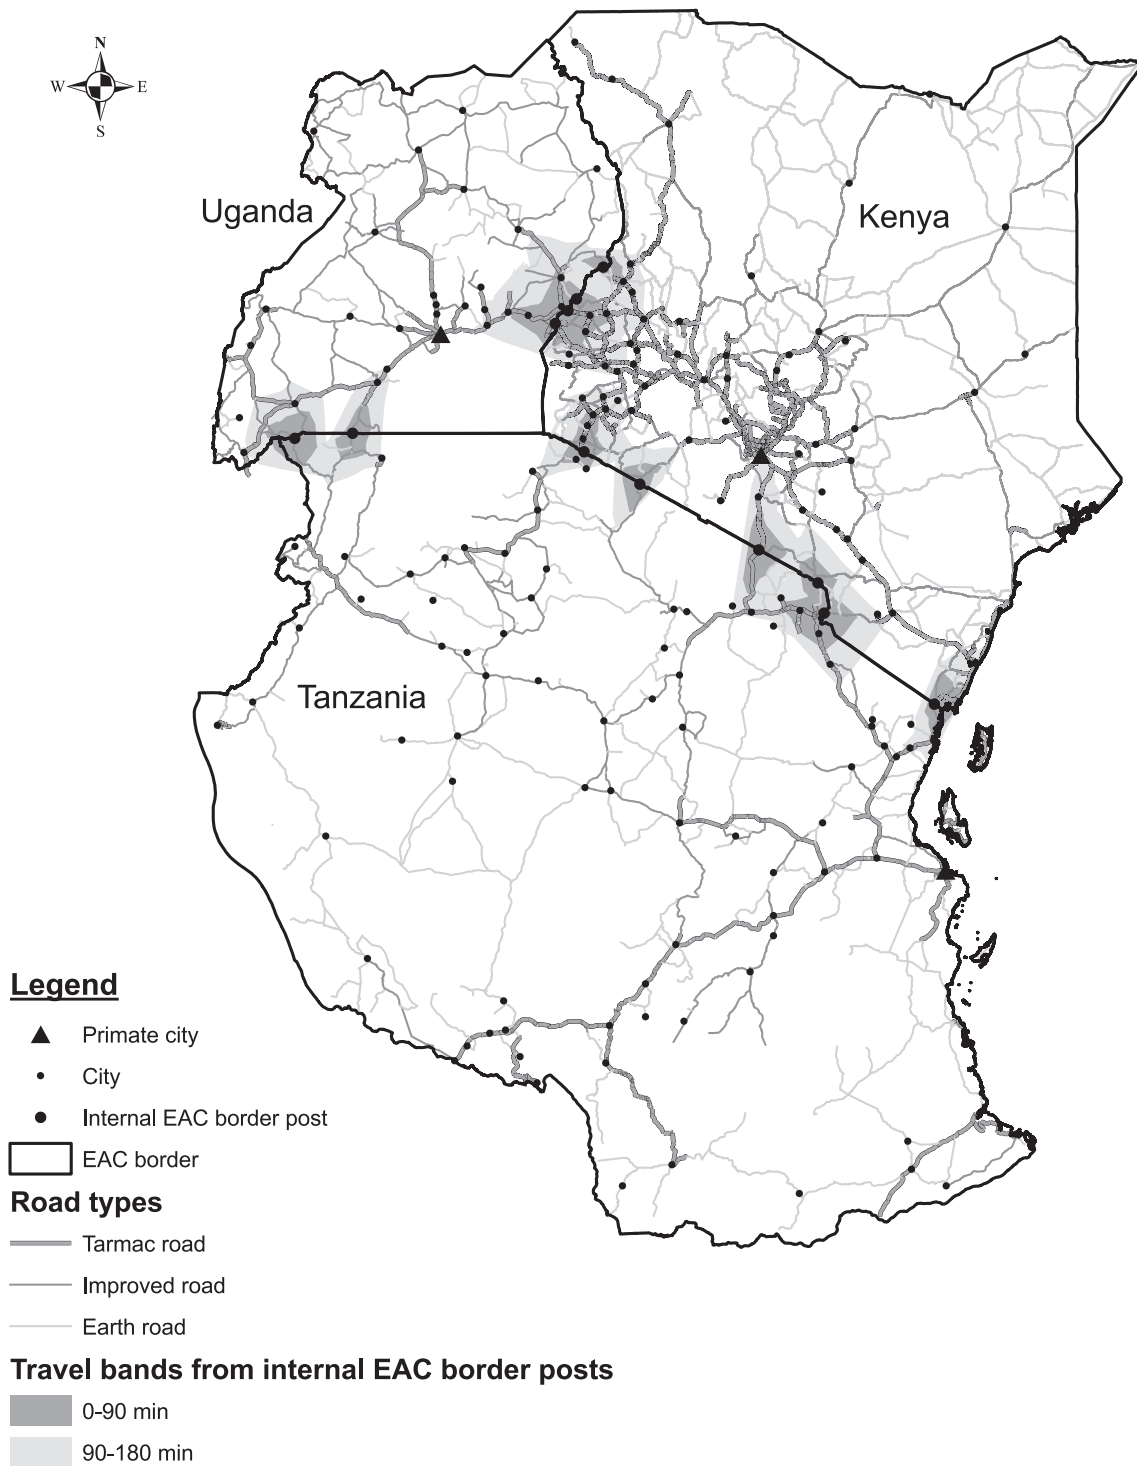 N
W E
S
Uganda
Kenya
Tanzania
Legend
Primate city
City
Internal EAC border post
EAC border
Road types
Tarmac road
Improved road
Earth road
Travel bands from internal EAC border posts
0-90 min
90-180 min